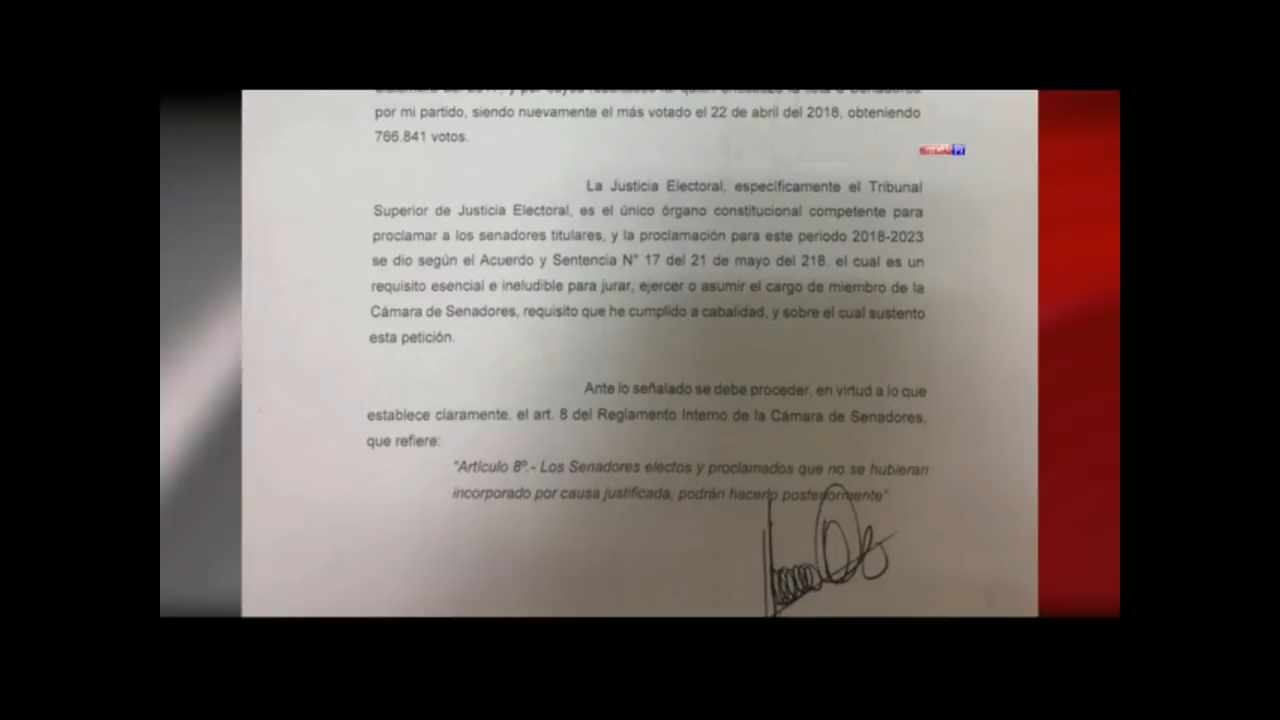 por mi partido, siendo nuevamente el más votado el 22 de abril del 2018, obteniendo
766.841 votos.
La Justicia Electoral, específicamente el Tribunal
Superior de Justicia Electoral, es el único órgano constitucional competente para
proclamar a los senadores titulares, y la proclamación para este periodo 2018-2023
se dio según el Acuerdo y Sentencia N° 17 del 21 de mayo del 218, el cual es un
requisito esencial e ineludible para jurar, ejercer o asumir el cargo de miembro de la
Cámara de Senadores, requisito que he cumplido a cabalidad, y sobre el cual sustento
esta petición.
Ante lo señalado se debe proceder, en virtud a lo que
establece claramente, el art. 8 del Reglamento Interno de la Cámara de Senadores,
que refiere:
"Artículo 8º.- Los Senadores electos y proclamados que no se hubieran
incorporado por causa justificada, podrán hacerlo posteriormente"